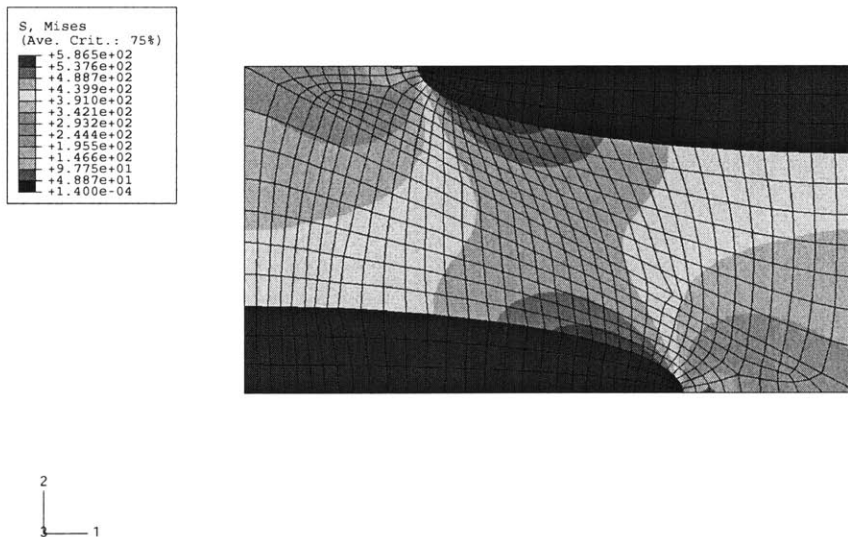 S, Mises
(Ave. Crit.: 75%)
+5.865e+02
+5.376e+02
+4.887e+02
+4.399e+02
+3.910e+02
+3.421e+02
+2.932e+02
+2.444e+02
+1.955e+02
+1.466e+02
+9.775e+01
+4.887e+01
+1.400e-04
2
3 1